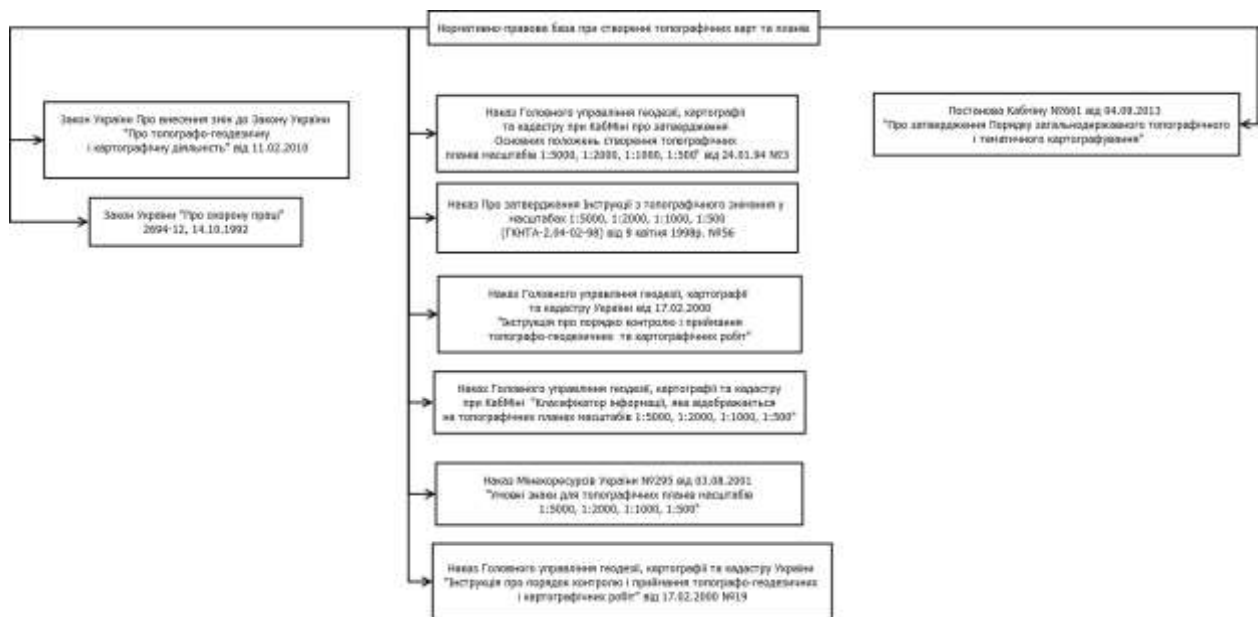 Нормативно-правова база при створенні топографічних карт та планів
Закон України Про внесення змін до Закону України
"Про топографо-геодезичну
і картографічну діяльність" від 11.02.2010
Закон України "Про охорону праці"
2694-12, 14.10.1992
Наказ Головного управління геодезії, картографії
та кадастру при КабМіні про затвердження
Основних положень створення топографічних
планів масштабів 1:5000, 1:2000, 1:1000, 1:500" від 24.01.94 №3
Наказ Про затвердження Інструкції з топографічного знімання у
масштабах 1:5000, 1:2000, 1:1000, 1:500
(ГКНТА-2.04-02-98) від 9 квітня 1998р. №56
Наказ Головного управління геодезії, картографії
та кадастру України від 17.02.2000
"Інструкція про порядко контролю і приймання
топографо-геодезичних та картографічних робіт"
Наказ Головного управління геодезії, картографії та кадастру
при КабМіні "Класифікатор інформації, яка відображається
на топографічних планах масштабів 1:5000, 1:2000, 1:1000, 1:500"
Наказ Мінекоресурсів України №295 від 03.08.2001
"Умовні знаки для топографічних планів масштабів
1:5000, 1:2000, 1:1000, 1:500"
Наказ Головного управління геодезії, картографії та кадастру України
"Інструкція про порядок контролю і приймання топографо-геодезичних
і картографічних робіт" від 17.02.2000 №19
Постанова Кабміну №661 від 04.09.2013
"Про затвердження Порядку загальнодержавного топографічного
і тематичного картографування"